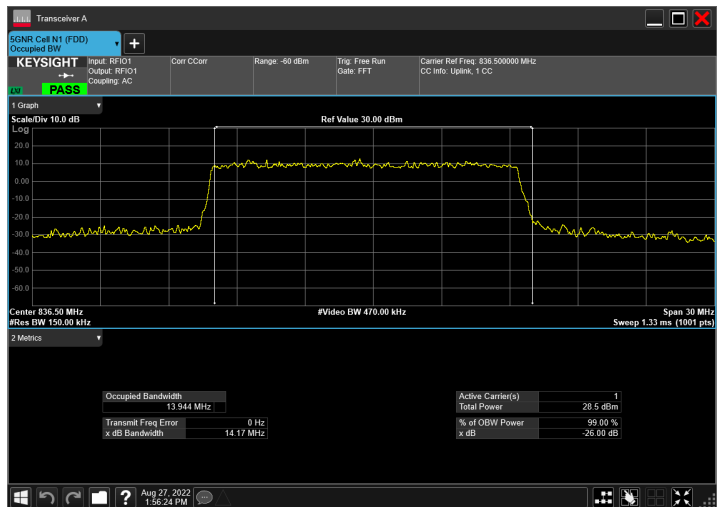 Transceiver A
5GNR Cell N1 (FDD)
Occupied BW
KEYSIGHT
Input: RFIO1
Output: RFIO1
Coupling: AC
Corr CCorr
Range: -60 dBm
Trig: Free Run
Gate: FFT
Carrier Ref Freq: 836.500000 MHz
CC Info: Uplink, 1 CC
LXI
PASS
1 Graph
Scale/Div 10.0 dB
Ref Value 30.00 dBm
Log
20.0
10.0
0.00
-10.0
-20.0
-30.0
-40.0
-50.0
-60.0
Center 836.50 MHz
#Video BW 470.00 kHz
Span 30 MHz
#Res BW 150.00 kHz
Sweep 1.33 ms (1001 pts)
2 Metrics
Occupied Bandwidth
13.944 MHz
Transmit Freq Error 0 Hz
x dB Bandwidth 14.17 MHz
Active Carrier(s) 1
Total Power 28.5 dBm
% of OBW Power 99.00 %
x dB -26.00 dB
Aug 27, 2022
1:56:24 PM